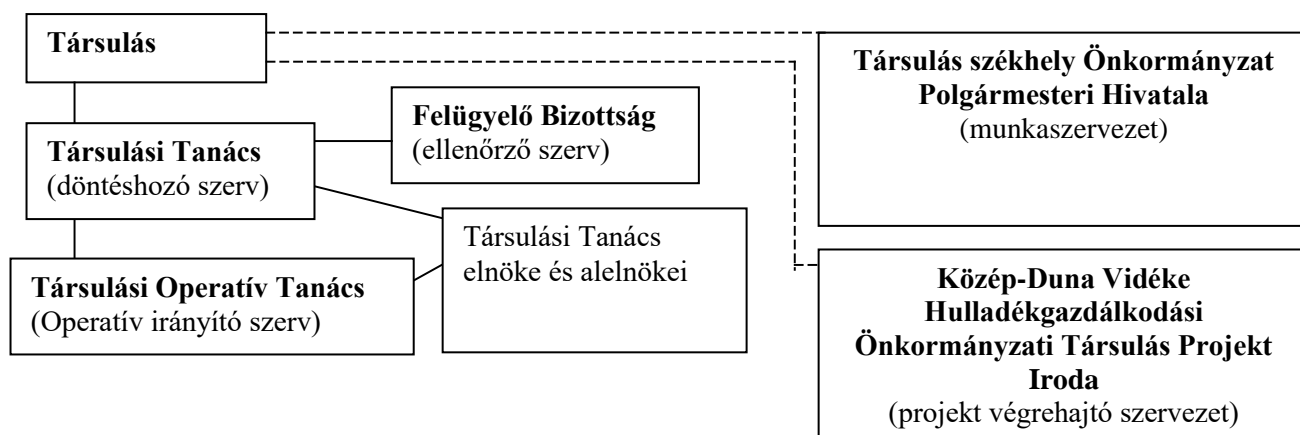 Társulás
Társulás székhely Önkormányzat
Polgármesteri Hivatala
(munkaszervezet)
Felügyelő Bizottság
(ellenőrző szerv)
Társulási Tanács
(döntéshozó szerv)
Társulási Tanács
elnöke és alelnökei
Társulási Operatív Tanács
(Operatív irányító szerv)
Közép-Duna Vidéke
Hulladékgazdálkodási
Önkormányzati Társulás Projekt
Iroda
(projekt végrehajtó szervezet)